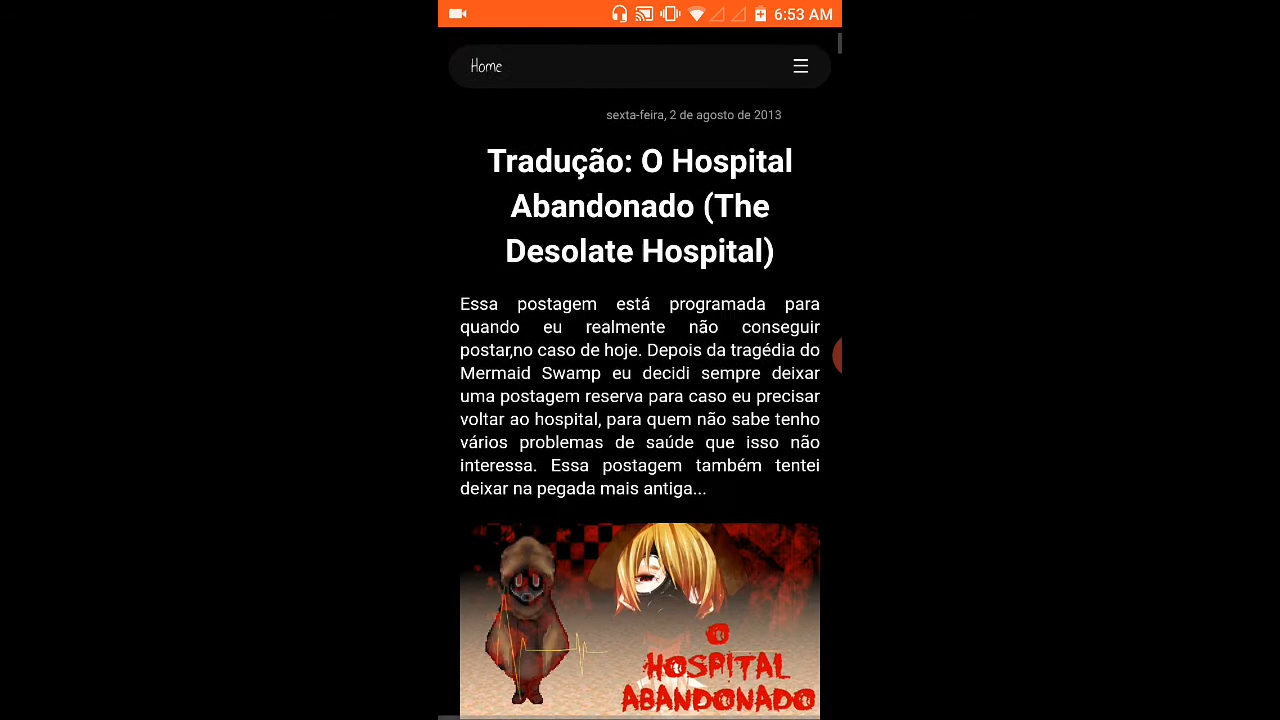 6:53 AM
Home
sexta-feira, 2 de agosto de 2013
Tradução: O Hospital
Abandonado (The
Desolate Hospital)
Essa postagem está programada para
quando eu realmente não conseguir
postar,no caso de hoje. Depois da tragédia do
Mermaid Swamp eu decidi sempre deixar
uma postagem reserva para caso eu precisar
voltar ao hospital, para quem não sabe tenho
vários problemas de saúde que isso não
interessa. Essa postagem também tentei
deixar na pegada mais antiga...
O
HOSPITAL
ABANDONADO